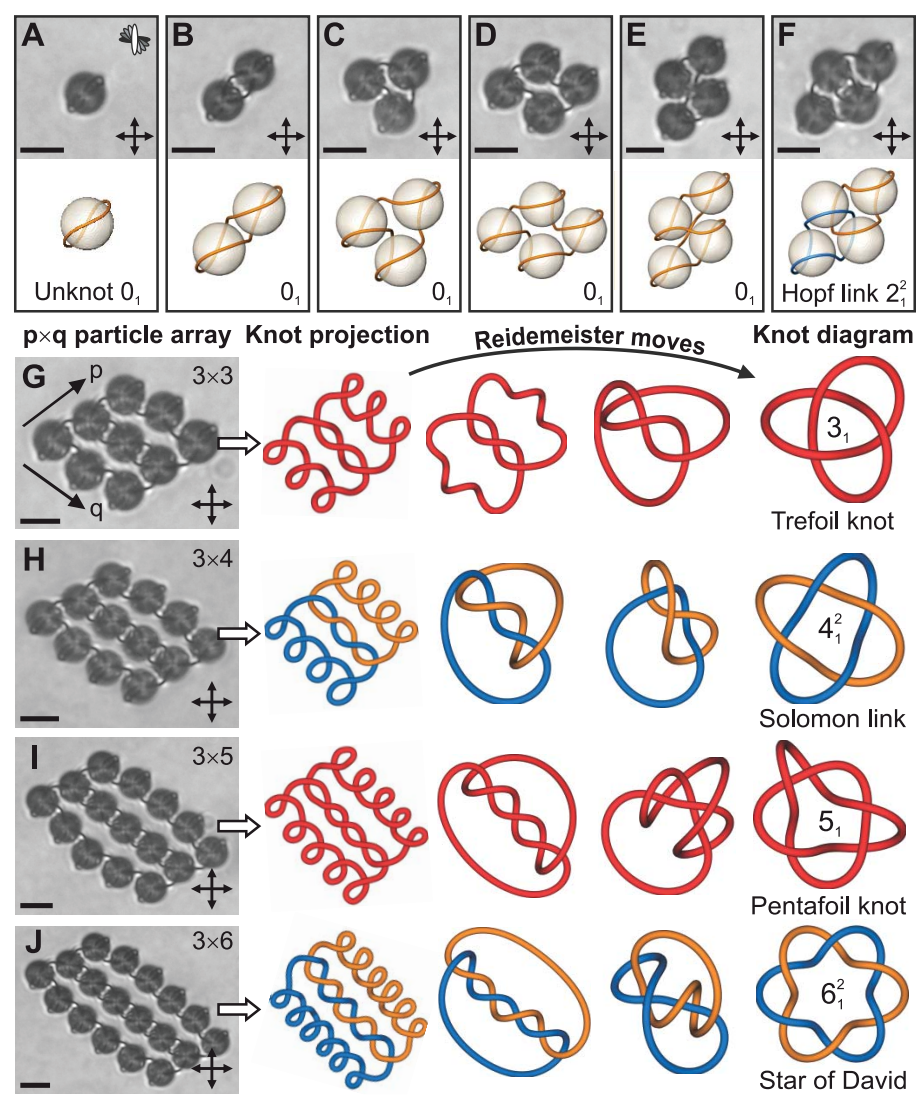 A
B
C
D
E
F
Unknot 0₁
0₁
0₁
0₁
0₁
Hopf link 2²₁
p×q particle array
Knot projection
Reidemeister moves
Knot diagram
G
p
3×3
q
3₁
Trefoil knot
H
3×4
4²₁
Solomon link
I
3×5
5₁
Pentafoil knot
J
3×6
6²₁
Star of David